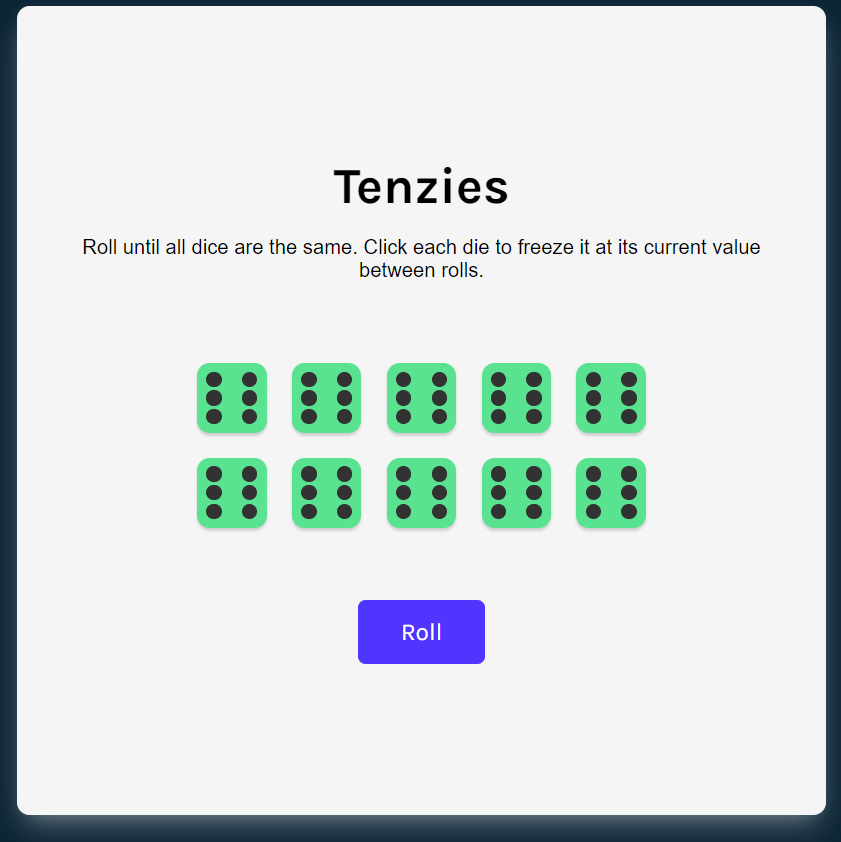 Tenzies
Roll until all dice are the same. Click each die to freeze it at its current value
between rolls.
Roll